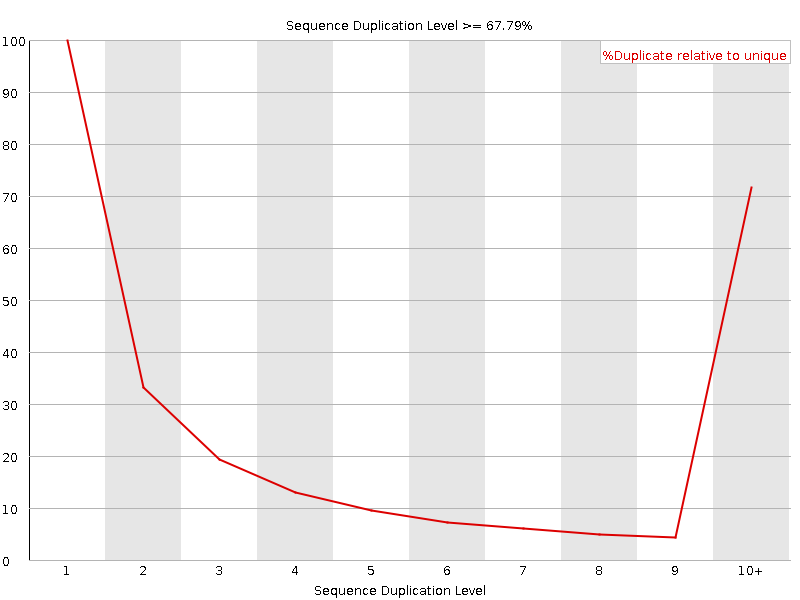 Sequence Duplication Level >= 67.79%
%Duplicate relative to unique
100
90
80
70
60
50
40
30
20
10
0
1 2 3 4 5 6 7 8 9 10+
Sequence Duplication Level